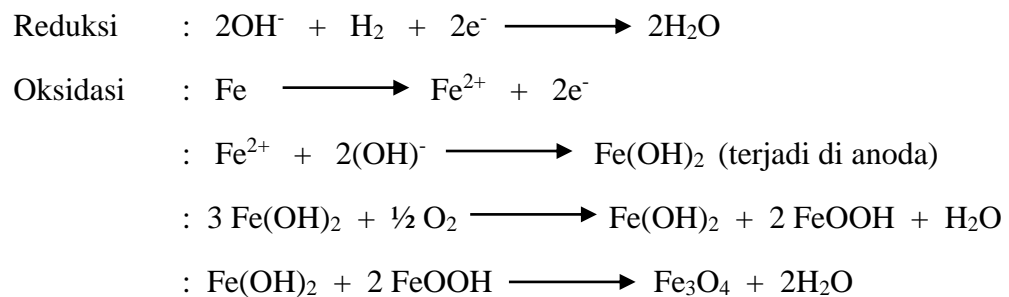 Reduksi : 2OH⁻ + H₂ + 2e⁻ ⟶ 2H₂O
Oksidasi : Fe ⟶ Fe²⁺ + 2e⁻
: Fe²⁺ + 2(OH)⁻ ⟶ Fe(OH)₂ (terjadi di anoda)
: 3 Fe(OH)₂ + ½ O₂ ⟶ Fe(OH)₂ + 2 FeOOH + H₂O
: Fe(OH)₂ + 2 FeOOH ⟶ Fe₃O₄ + 2H₂O